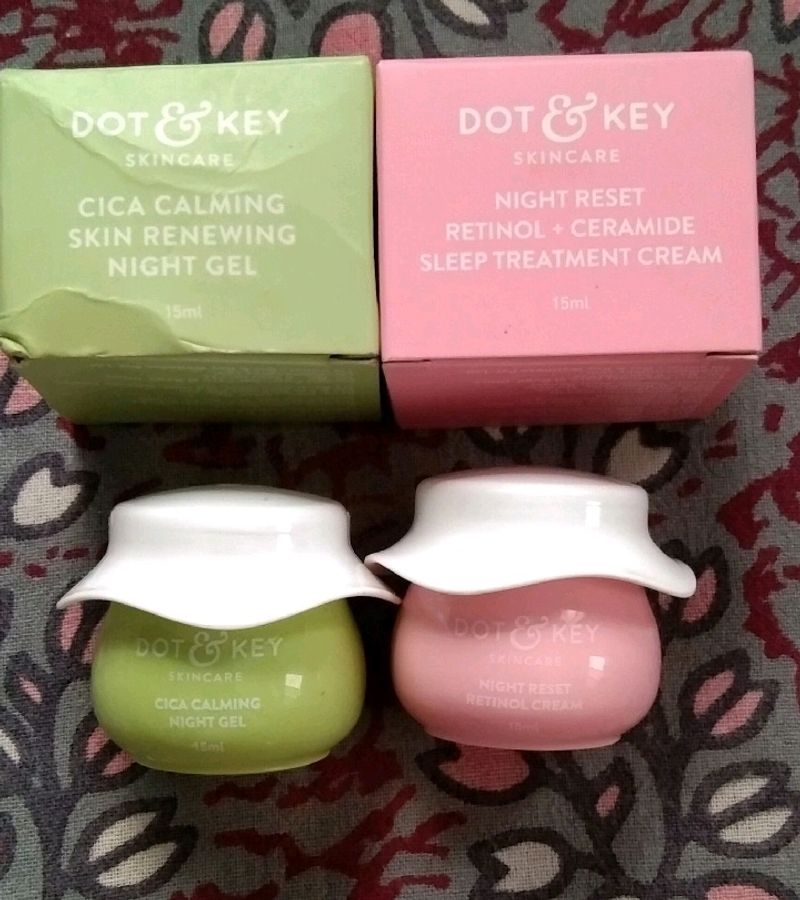 DOT & KEY
SKINCARE
CICA CALMING
SKIN RENEWING
NIGHT GEL
15ml
DOT & KEY
SKINCARE
NIGHT RESET
RETINOL + CERAMIDE
SLEEP TREATMENT CREAM
15ml
DOT & KEY
SKINCARE
CICA CALMING
NIGHT GEL
15ml
DOT & KEY
SKINCARE
NIGHT RESET
RETINOL CREAM
15ml